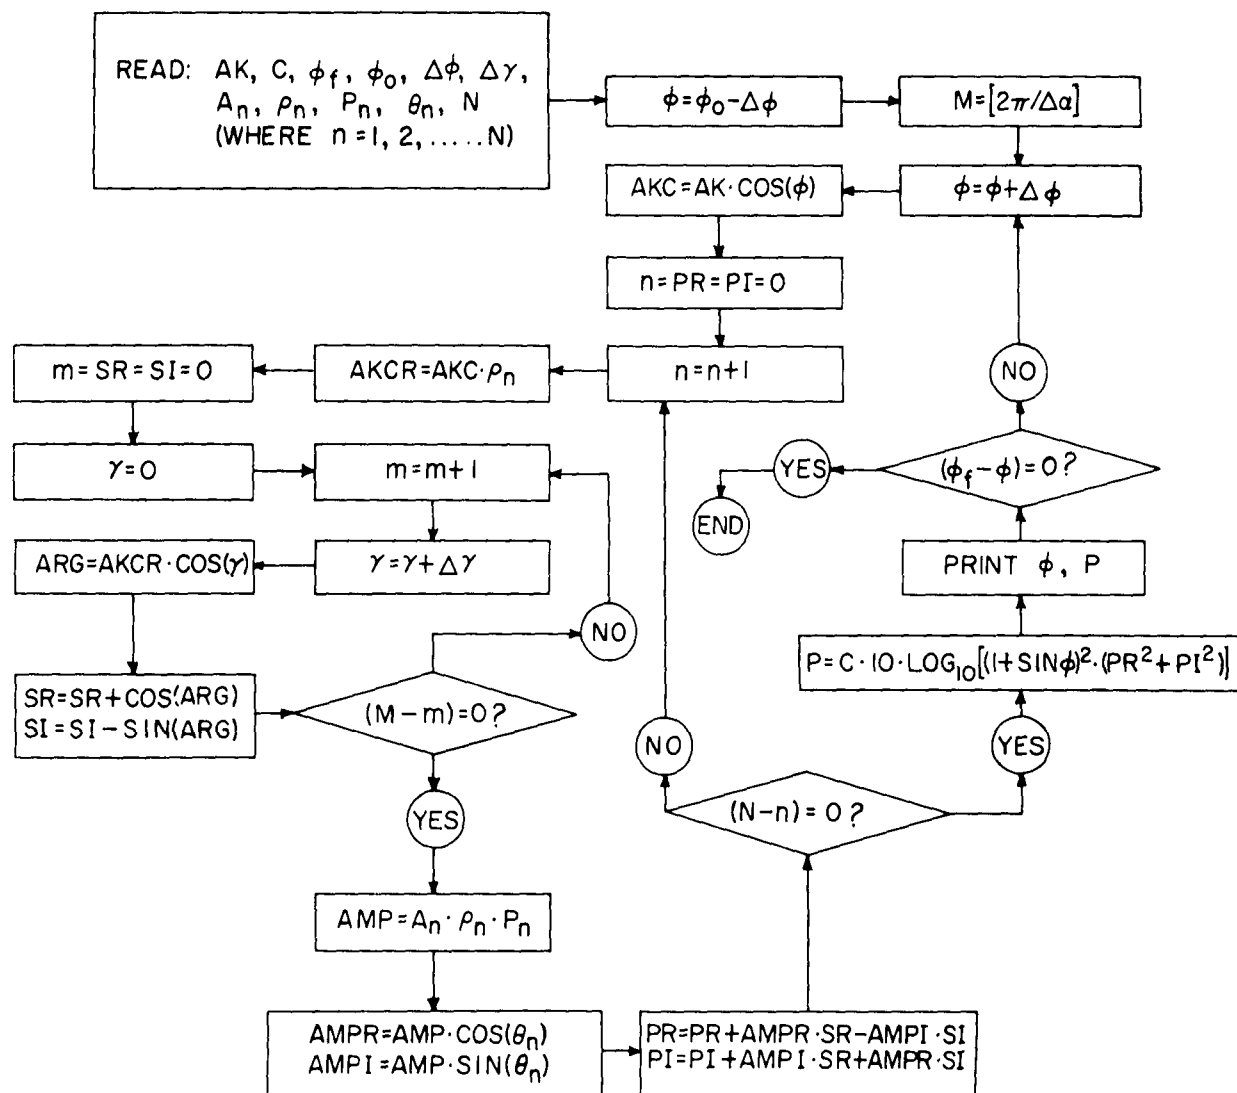 READ: AK, C, ϕf, ϕo, Δϕ, Δγ,
An, ρn, Pn, θn, N
(WHERE n=1, 2, ..... N)
ϕ=ϕo-Δϕ
M=[2π/Δα]
ϕ=ϕ+Δϕ
AKC=AK·COS(ϕ)
n=PR=PI=0
n=n+1
AKCR=AKC·ρn
m=SR=SI=0
γ=0
m=m+1
γ=γ+Δγ
ARG=AKCR·COS(γ)
SR=SR+COS(ARG)
SI=SI-SIN(ARG)
(M-m)=0?
NO
YES
AMP=An·ρn·Pn
AMPR=AMP·COS(θn)
AMPI=AMP·SIN(θn)
PR=PR+AMPR·SR-AMPI·SI
PI=PI+AMPI·SR+AMPR·SI
(N-n)=0?
NO
YES
P=C·10·LOG10[(1+SINϕ)²·(PR²+PI²)]
PRINT ϕ, P
(ϕf-ϕ)=0?
NO
YES
END